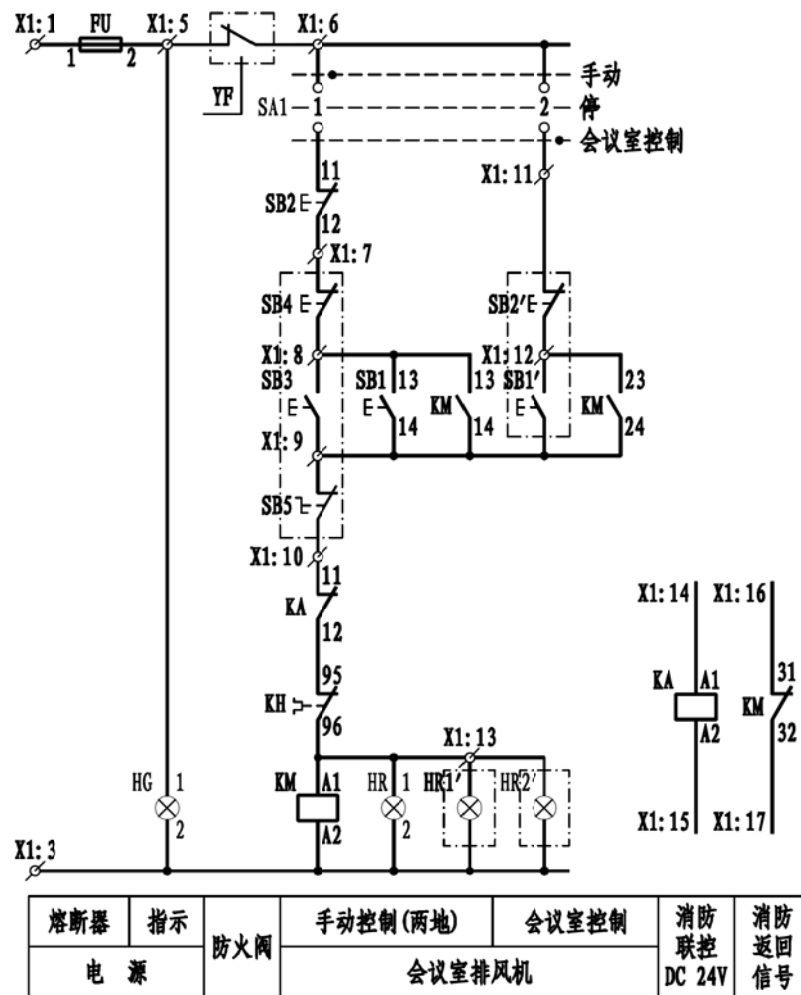 X1:1 FU X1:5 X1:6
1 2
手动
YF SA1 1 2 停
会议室控制
11 X1:11
SB2
12
X1:7
SB4 SB2'
X1:8 X1:12
SB3 SB1 13 13 SB1' 23
KM KM
14 14 24
X1:9
SB5
X1:10
11 X1:14 X1:16
KA
12
95 KA A1 31
KH KM
96 A2 32
X1:13
HG 1 KM A1 HR 1 HR1' HR2'
2 A2 2 X1:15 X1:17
X1:3
熔断器 指示 防火阀 手动控制(两地) 会议室控制 消防 消防
联控 返回
电 源 会议室排风机 DC 24V 信号